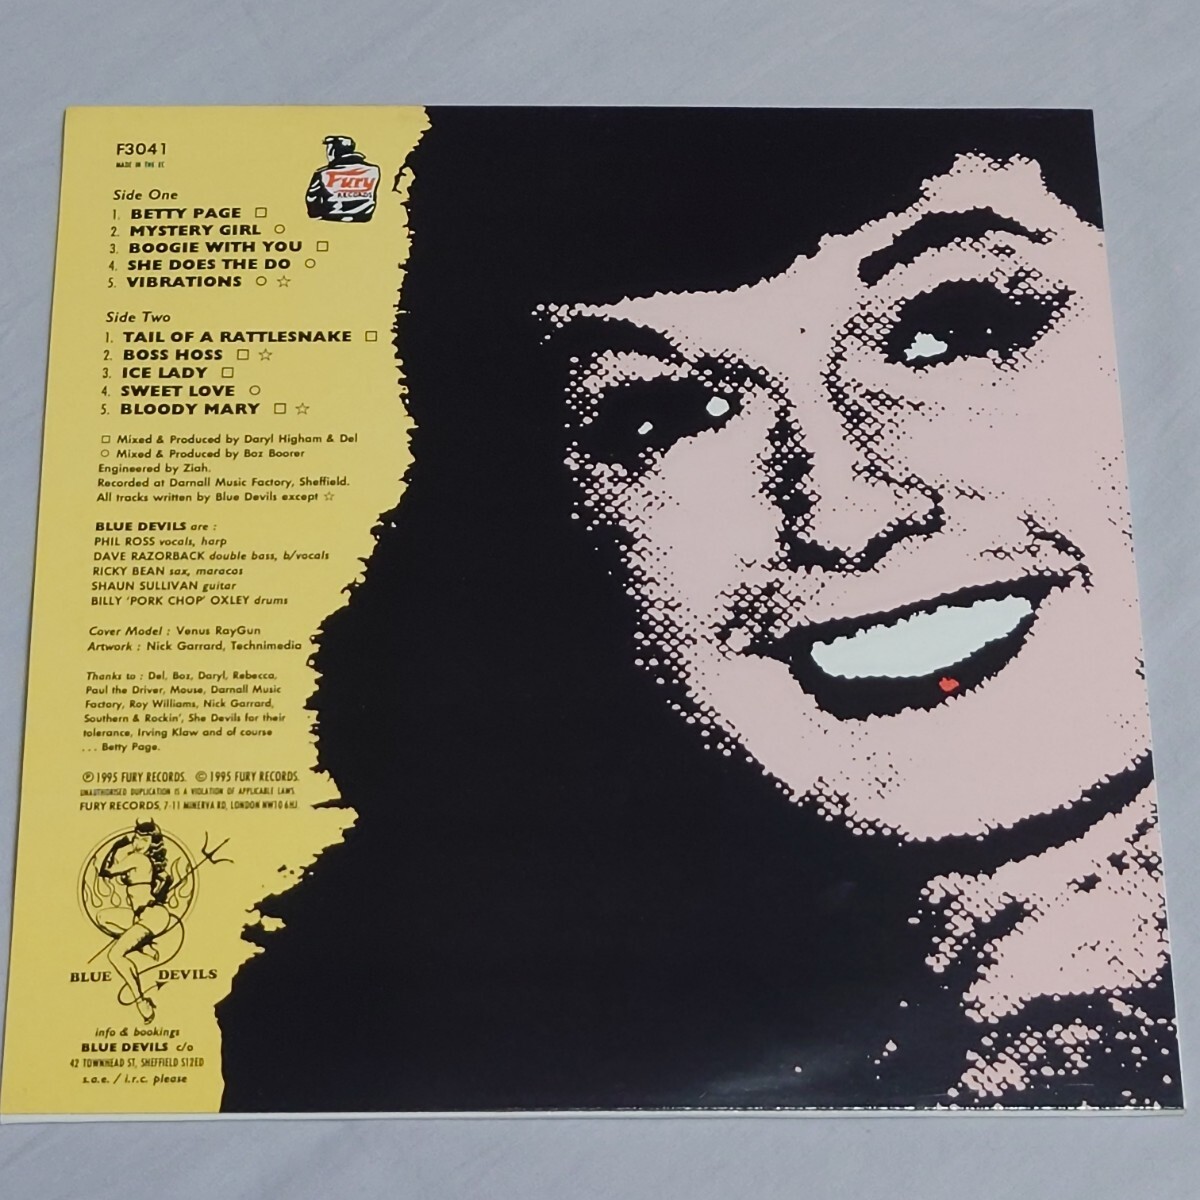 F3041
MADE IN THE EC
Fury
RECORDS
Side One
1. BETTY PAGE □
2. MYSTERY GIRL ○
3. BOOGIE WITH YOU □
4. SHE DOES THE DO ○
5. VIBRATIONS ○ ☆
Side Two
1. TAIL OF A RATTLESNAKE □
2. BOSS HOSS □ ☆
3. ICE LADY □
4. SWEET LOVE ○
5. BLOODY MARY □ ☆
□ Mixed & Produced by Daryl Higham & Del
○ Mixed & Produced by Boz Boorer
Engineered by Ziah.
Recorded at Darnall Music Factory, Sheffield.
All tracks written by Blue Devils except ☆
BLUE DEVILS are :
PHIL ROSS vocals, harp
DAVE RAZORBACK double bass, b/vocals
RICKY BEAN sax, maracas
SHAUN SULLIVAN guitar
BILLY 'PORK CHOP' OXLEY drums
Cover Model : Venus RayGun
Artwork : Nick Garrard, Technimedia
Thanks to : Del, Boz, Daryl, Rebecca,
Paul the Driver, Mouse, Darnall Music
Factory, Roy Williams, Nick Garrard,
Southern & Rockin', She Devils for their
tolerance, Irving Klaw and of course
... Betty Page.
Ⓟ 1995 FURY RECORDS. © 1995 FURY RECORDS.
UNAUTHORISED DUPLICATION IS A VIOLATION OF APPLICABLE LAWS.
FURY RECORDS, 7-11 MINERVA RD, LONDON NW10 6HJ
BLUE DEVILS
info & bookings
BLUE DEVILS c/o
42 TOWNHEAD ST, SHEFFIELD S12ED
s.a.e. / i.r.c. please